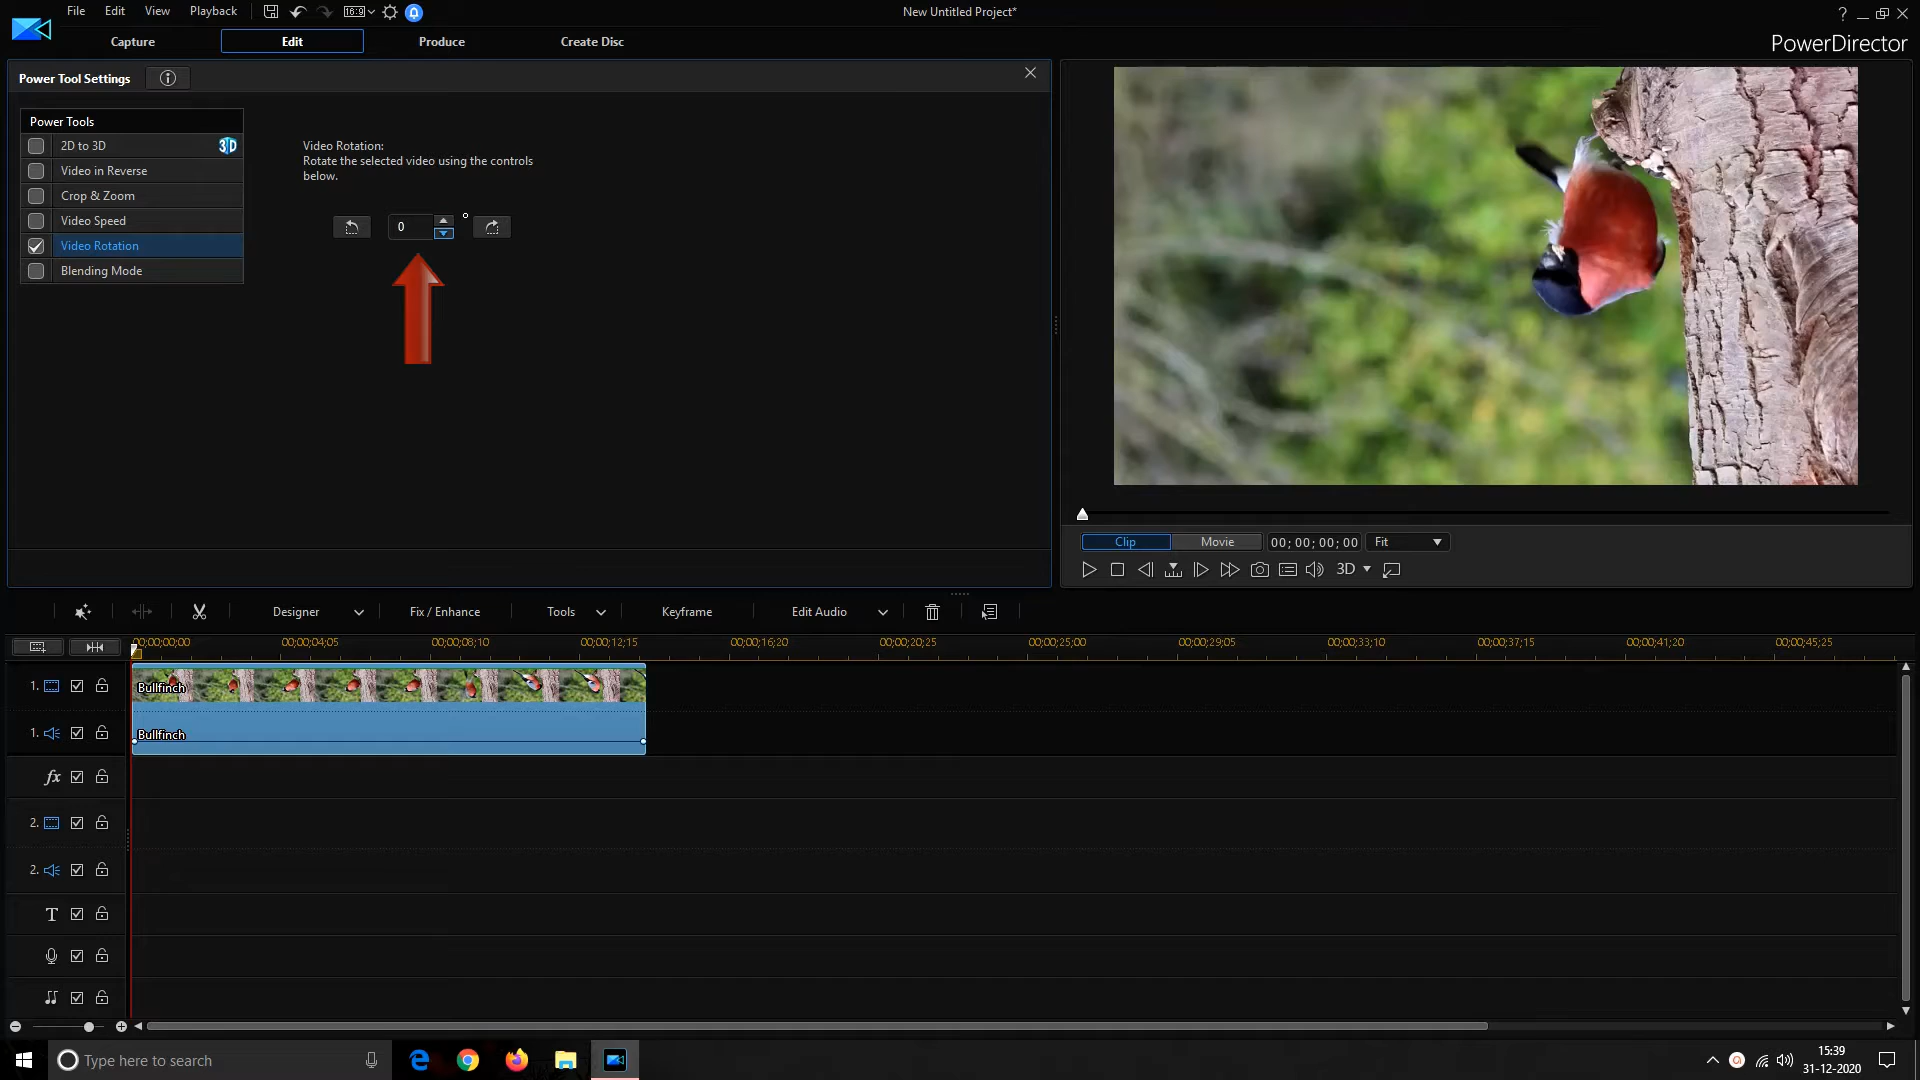 File Edit View Playback 16:9 New Untitled Project* ?
Capture Edit Produce Create Disc PowerDirector
Power Tool Settings
Power Tools
2D to 3D 3D
Video in Reverse
Crop & Zoom
Video Speed
Video Rotation
Blending Mode
Video Rotation:
Rotate the selected video using the controls
below.
0 °
Clip Movie 00; 00; 00; 00 Fit
3D
Designer Fix / Enhance Tools Keyframe Edit Audio
00;00;00;00 00;00;04;05 00;00;08;10 00;00;12;15 00;00;16;20 00;00;20;25 00;00;25;00 00;00;29;05 00;00;33;10 00;00;37;15 00;00;41;20 00;00;45;25
1. Bullfinch
1. Bullfinch
fx
2.
2.
T
Type here to search
15:39
31-12-2020